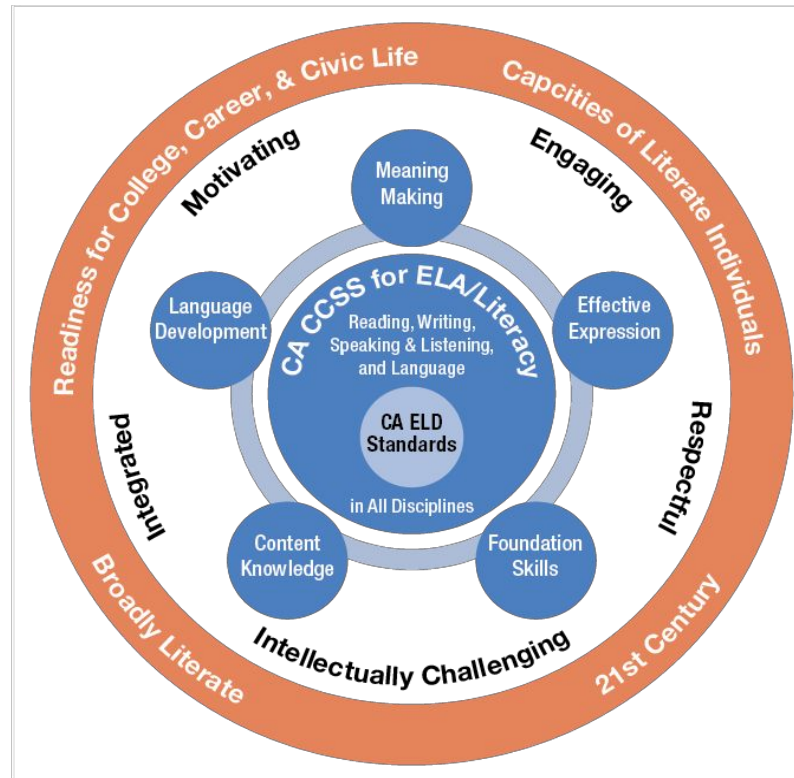 Readiness for College, Career, & Civic Life
Capcities of Literate Individuals
Motivating
Engaging
Meaning
Making
Language
Development
Effective
Expression
CA CCSS for ELA/Literacy
Reading, Writing,
Speaking & Listening,
and Language
CA ELD
Standards
in All Disciplines
Integrated
Respectful
Content
Knowledge
Foundation
Skills
Intellectually Challenging
Broadly Literate
21st Century